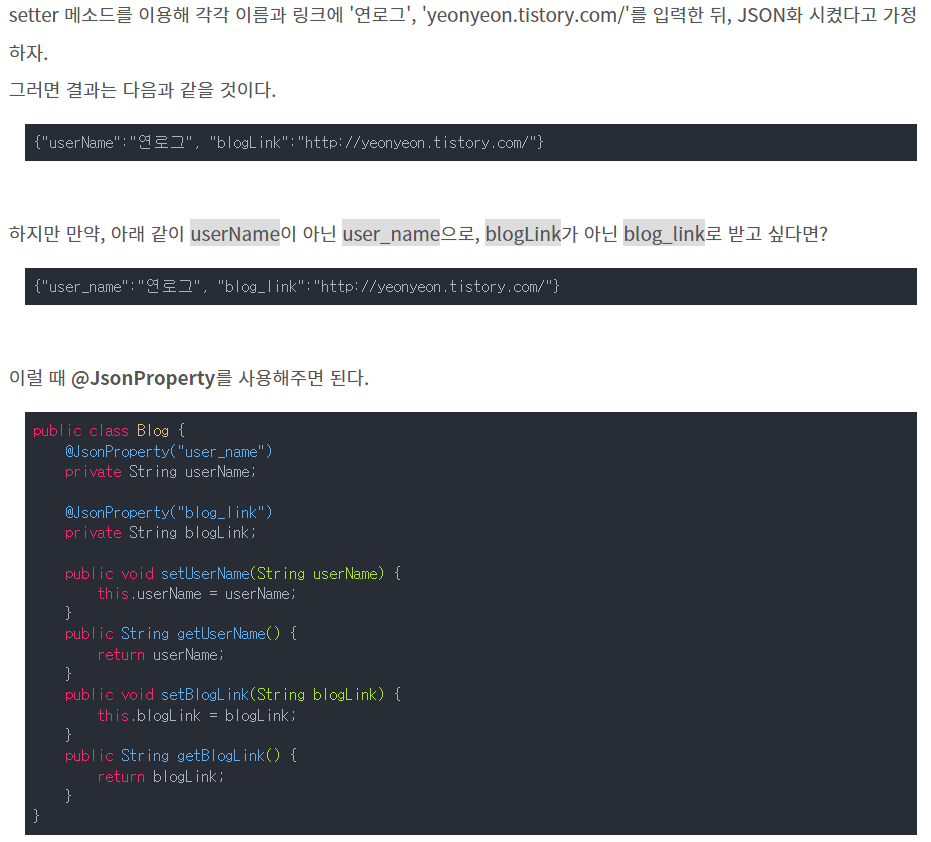 setter 메소드를 이용해 각각 이름과 링크에 '연로그', 'yeonyeon.tistory.com/'를 입력한 뒤, JSON화 시켰다고 가정
하자.
그러면 결과는 다음과 같을 것이다.
{"userName":"연로그", "blogLink":"http://yeonyeon.tistory.com/"}
하지만 만약, 아래 같이 userName이 아닌 user_name으로, blogLink가 아닌 blog_link로 받고 싶다면?
{"user_name":"연로그", "blog_link":"http://yeonyeon.tistory.com/"}
이럴 때 @JsonProperty를 사용해주면 된다.
public class Blog {
    @JsonProperty("user_name")
    private String userName;
    @JsonProperty("blog_link")
    private String blogLink;
    public void setUserName(String userName) {
        this.userName = userName;
    }
    public String getUserName() {
        return userName;
    }
    public void setBlogLink(String blogLink) {
        this.blogLink = blogLink;
    }
    public String getBlogLink() {
        return blogLink;
    }
}